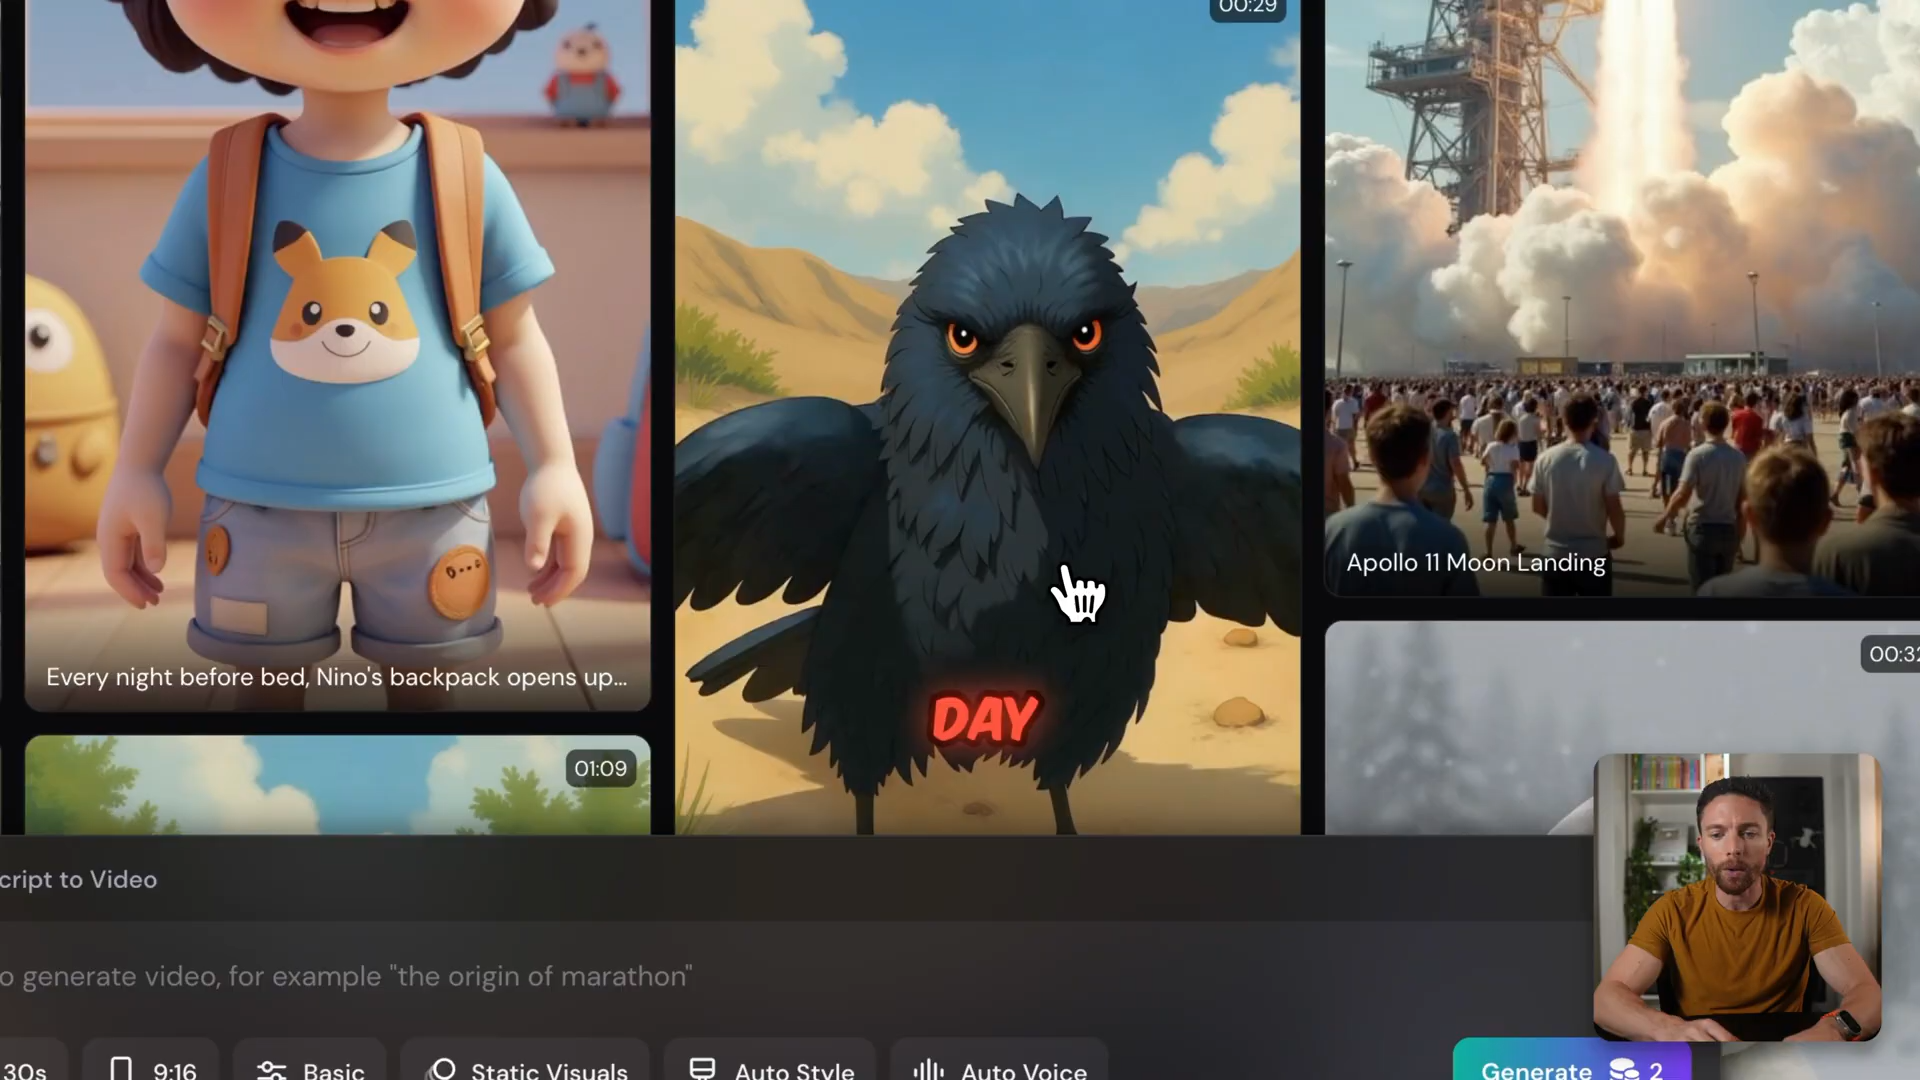 00:29
Apollo 11 Moon Landing
Every night before bed, Nino's backpack opens up...
DAY
00:32
01:09
cript to Video
o generate video, for example "the origin of marathon"
30s
9:16
Basic
Static Visuals
Auto Style
Auto Voice
Generate 2